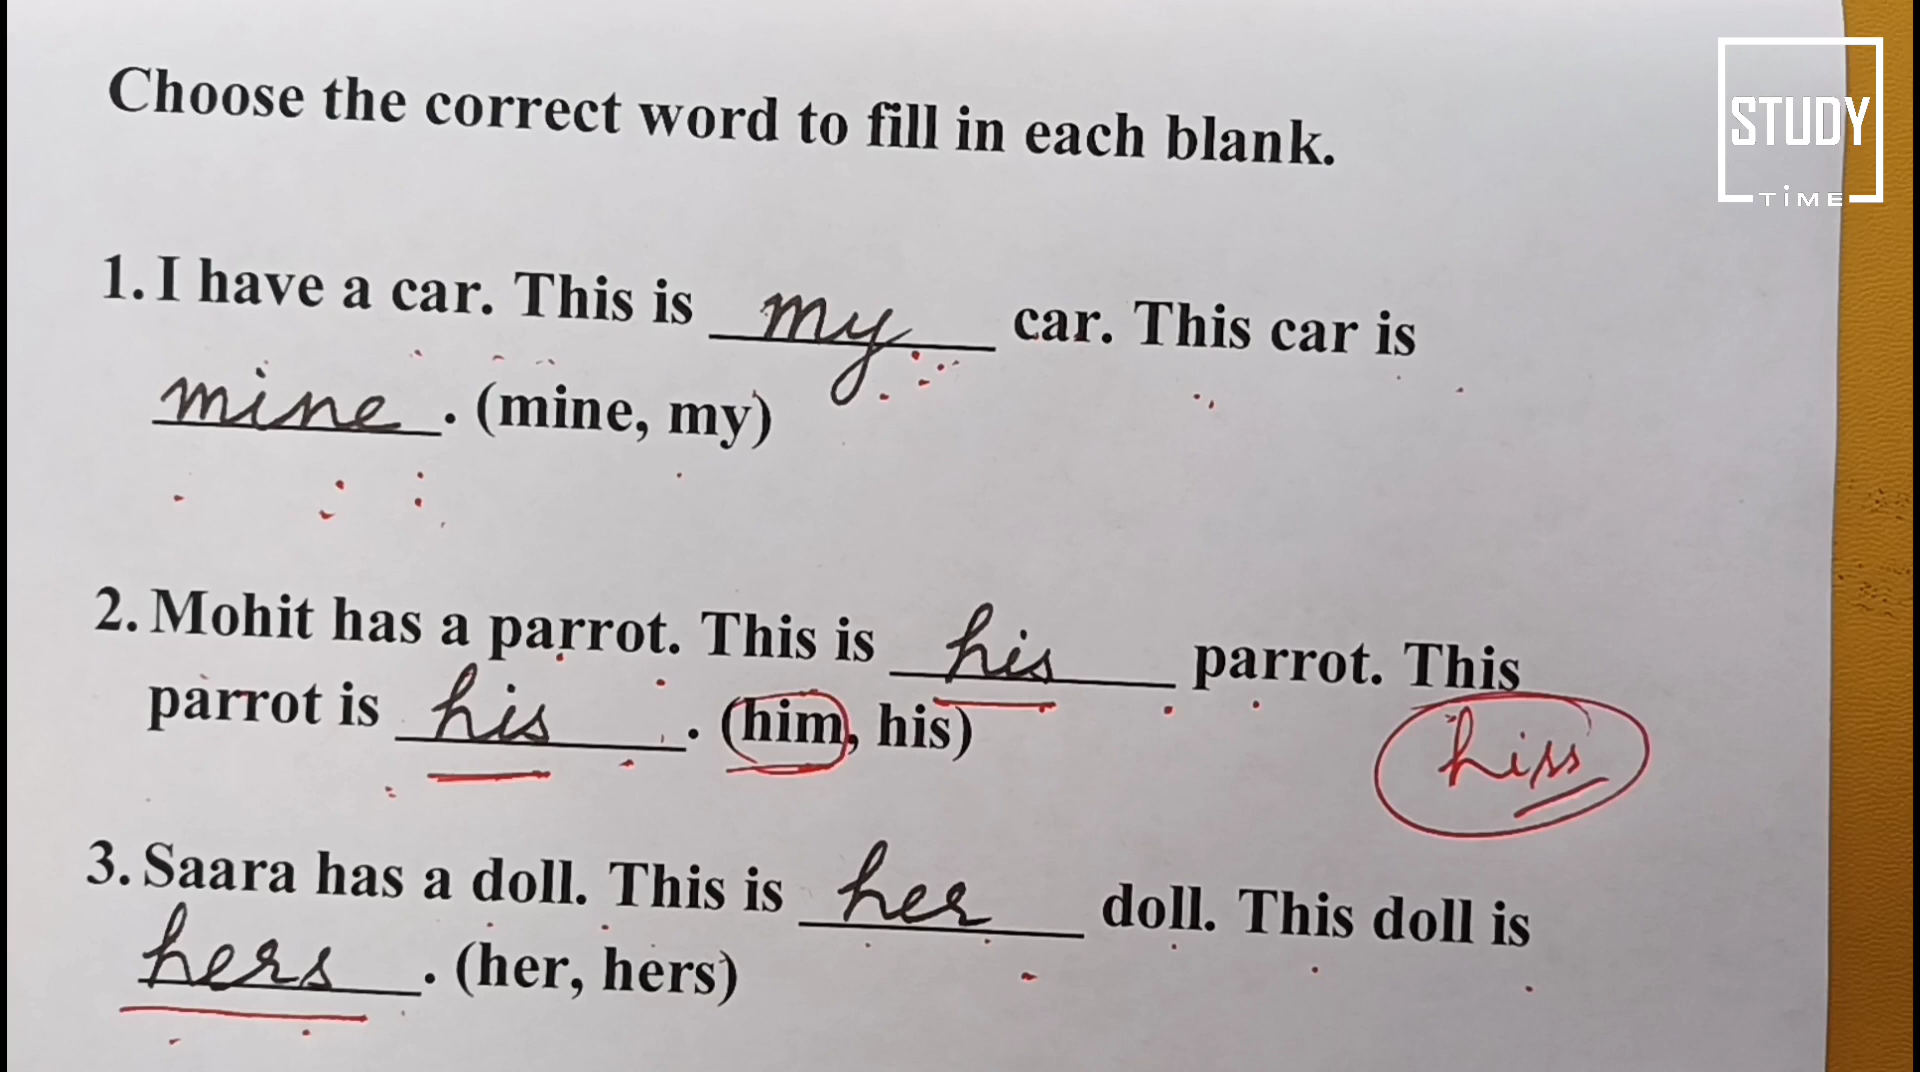 Choose the correct word to fill in each blank.
STUDY
TiME
1. I have a car. This is my car. This car is
mine. (mine, my)
2. Mohit has a parrot. This is his parrot. This
parrot is his. (him, his)
hiss
3. Saara has a doll. This is her doll. This doll is
hers. (her, hers)